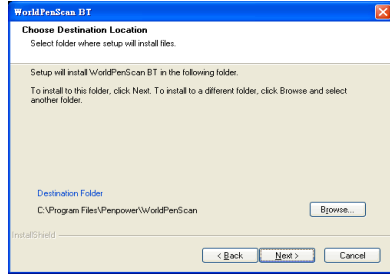 WorldPenScan BT
Choose Destination Location
Select folder where setup will install files.
Setup will install WorldPenScan BT in the following folder.
To install to this folder, click Next. To install to a different folder, click Browse and select
another folder.
Destination Folder
C:\Program Files\Penpower\WorldPenScan
Browse...
InstallShield
< Back
Next >
Cancel